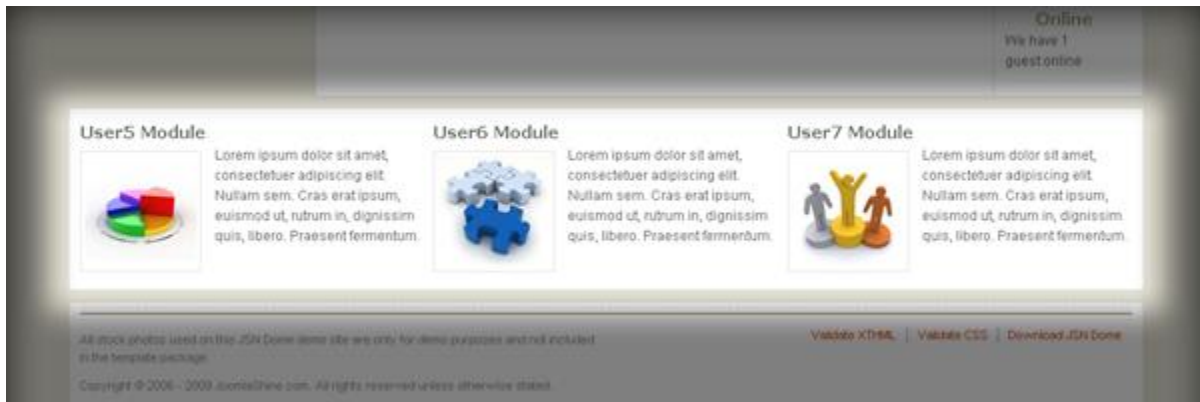 Online
We have 1
guest online
User5 Module
Lorem ipsum dolor sit amet,
consectetuer adipiscing elit.
Nullam sem. Cras erat ipsum,
euismod ut, rutrum in, dignissim
quis, libero. Praesent fermentum.
User6 Module
Lorem ipsum dolor sit amet,
consectetuer adipiscing elit.
Nullam sem. Cras erat ipsum,
euismod ut, rutrum in, dignissim
quis, libero. Praesent fermentum.
User7 Module
Lorem ipsum dolor sit amet,
consectetuer adipiscing elit.
Nullam sem. Cras erat ipsum,
euismod ut, rutrum in, dignissim
quis, libero. Praesent fermentum.
All stock photos used on this JSN Dome demo site are only for demo purposes and not included
in the template package.
Validate XTHML | Validate CSS | Download JSN Dome
Copyright © 2006 - 2009 JoomlaShine.com. All rights reserved unless otherwise stated.